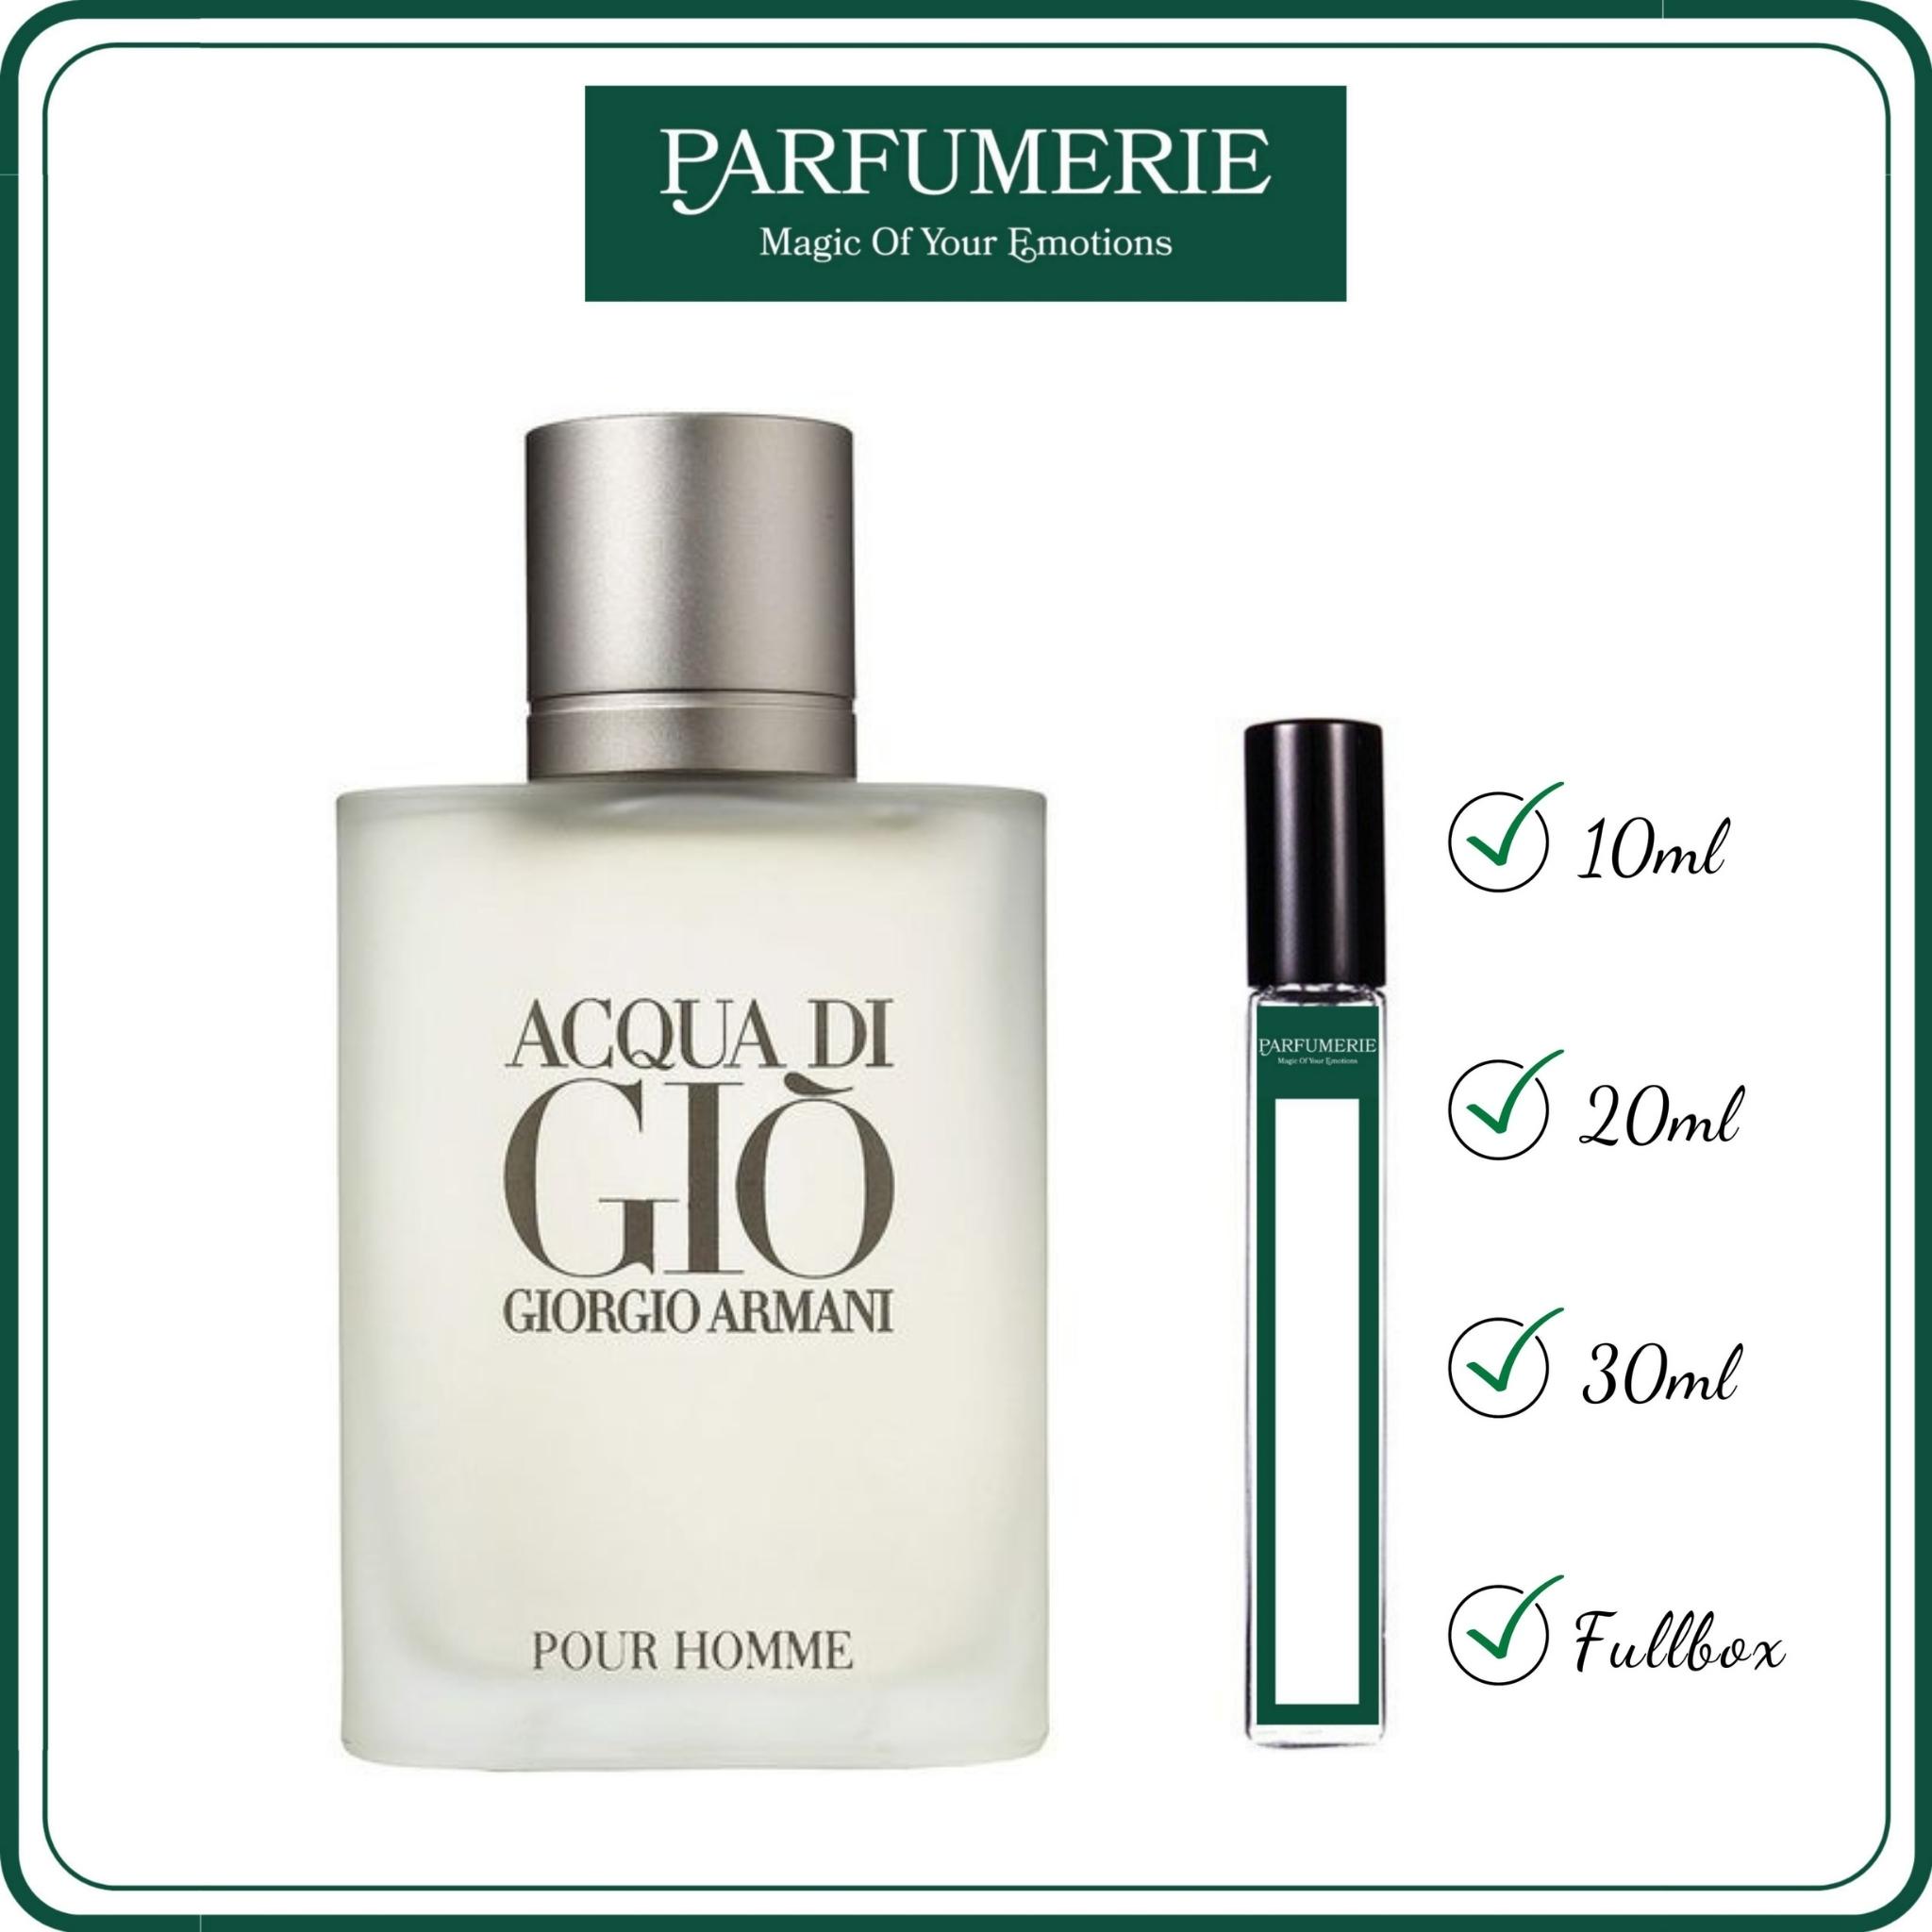 PARFUMERIE
Magic Of Your Emotions
ACQUA DI
GIÒ
GIORGIO ARMANI
POUR HOMME
PARFUMERIE
Magic Of Your Emotions
10ml
20ml
30ml
Fullbox